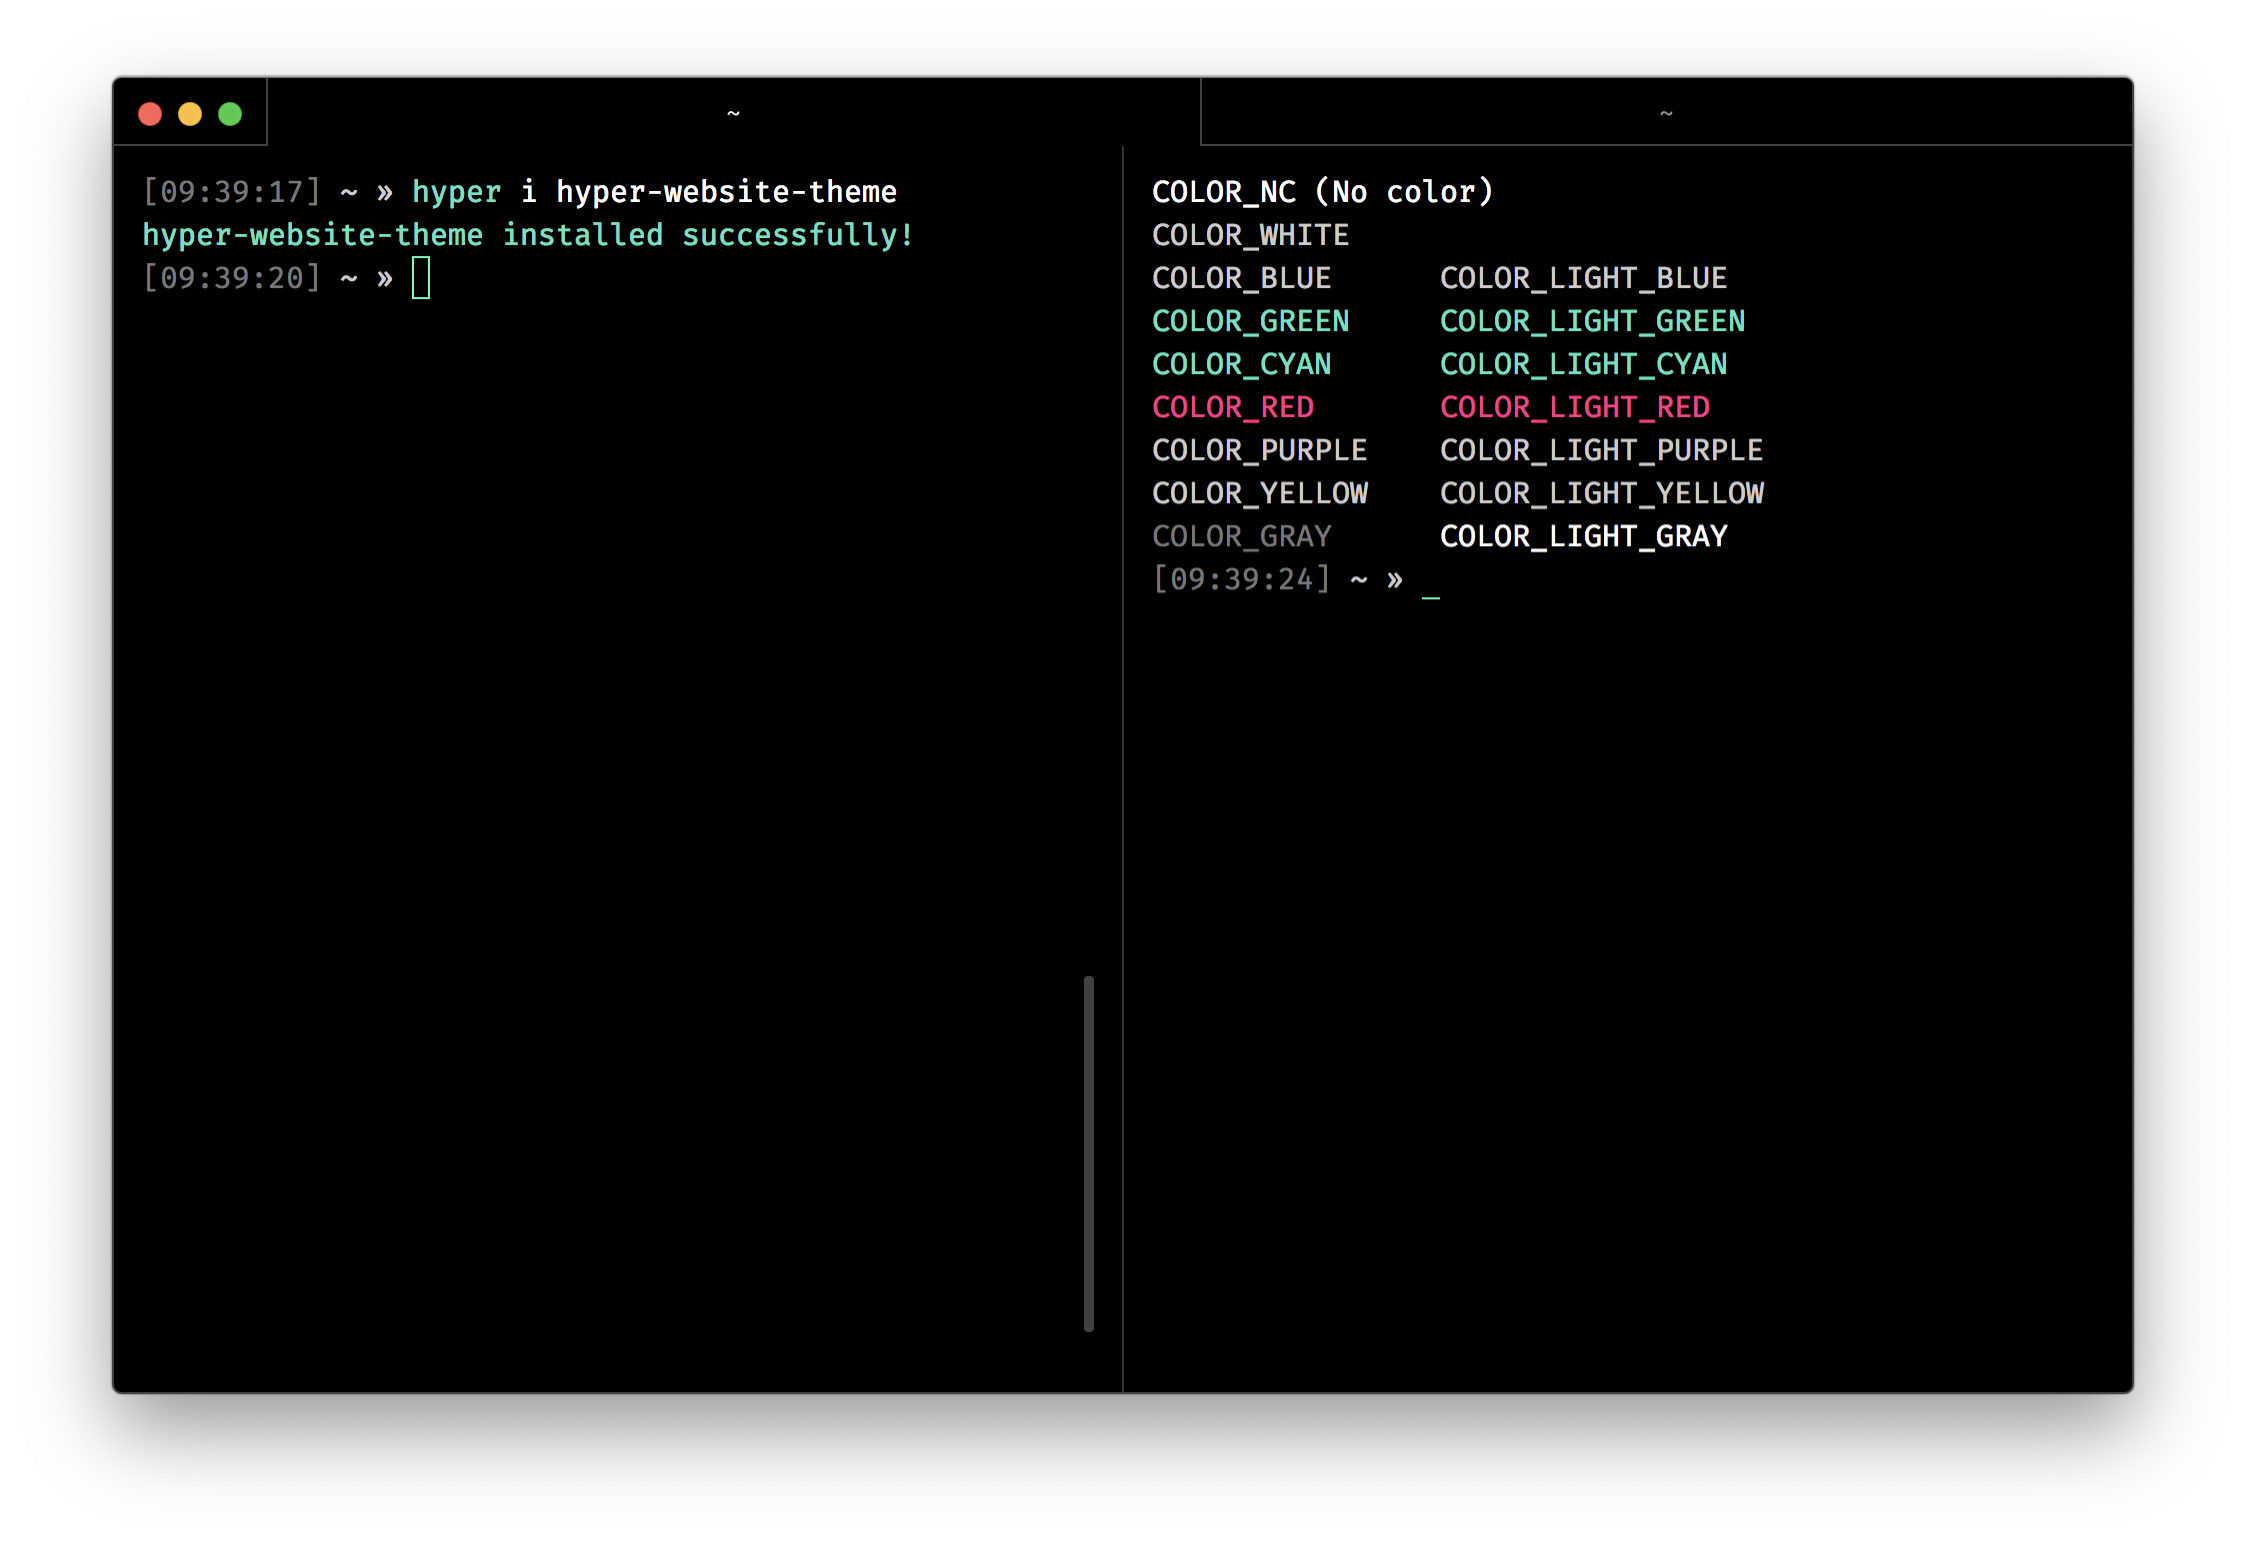 ~
~
[09:39:17] ~ » hyper i hyper-website-theme
hyper-website-theme installed successfully!
[09:39:20] ~ »
COLOR_NC (No color)
COLOR_WHITE
COLOR_BLUE COLOR_LIGHT_BLUE
COLOR_GREEN COLOR_LIGHT_GREEN
COLOR_CYAN COLOR_LIGHT_CYAN
COLOR_RED COLOR_LIGHT_RED
COLOR_PURPLE COLOR_LIGHT_PURPLE
COLOR_YELLOW COLOR_LIGHT_YELLOW
COLOR_GRAY COLOR_LIGHT_GRAY
[09:39:24] ~ » _